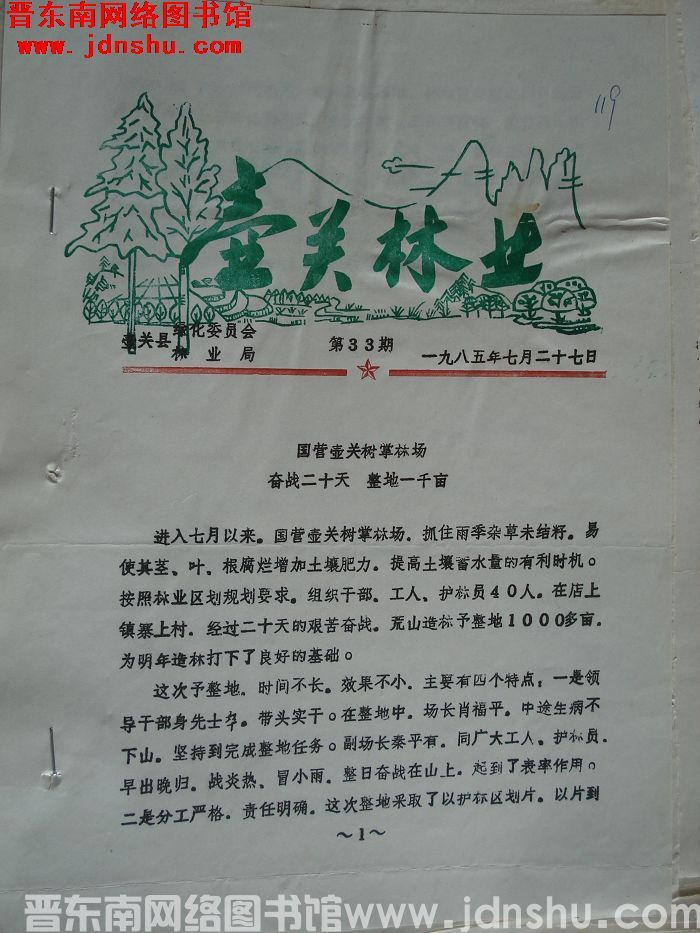 晋东南网络图书馆
www.jdnshu.com
119
壶关林业
壶关县 绿化委员会
林业局
第33期
一九八五年七月二十七日
国营壶关树掌林场
奋战二十天 整地一千亩
进入七月以来。国营壶关树掌林场．抓住雨季杂草未结籽．易
使其茎、叶、根腐烂增加土壤肥力．提高土壤蓄水量的有利时机。
按照林业区划规划要求．组织干部、工人、护林员40人．在店上
镇寨上村．经过二十天的艰苦奋战．荒山造林予整地1000多亩．
为明年造林打下了良好的基础。
这次予整地．时间不长．效果不小．主要有四个特点：一是领
导干部身先士卒．带头实干。在整地中．场长肖福平．中途生病不
下山．坚持到完成整地任务。副场长秦平有．同广大工人．护林员．
早出晚归．战炎热、冒小雨．整日奋战在山上．起到了表率作用。
二是分工严格．责任明确．这次整地采取了以护林区划片．以片到
～1～
晋东南网络图书馆www.jdnshu.com